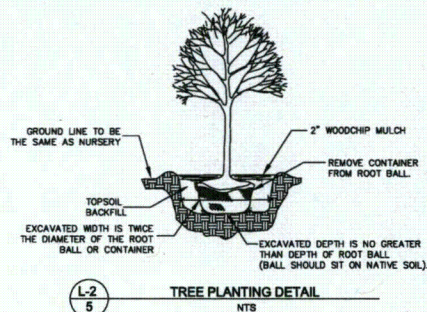 GROUND LINE TO BE
THE SAME AS NURSERY
2" WOODCHIP MULCH
REMOVE CONTAINER
FROM ROOT BALL.
TOPSOIL
BACKFILL
EXCAVATED WIDTH IS TWICE
THE DIAMETER OF THE ROOT
BALL OR CONTAINER
EXCAVATED DEPTH IS NO GREATER
THAN DEPTH OF ROOT BALL
(BALL SHOULD SIT ON NATIVE SOIL).
L-2
5
TREE PLANTING DETAIL
NTS